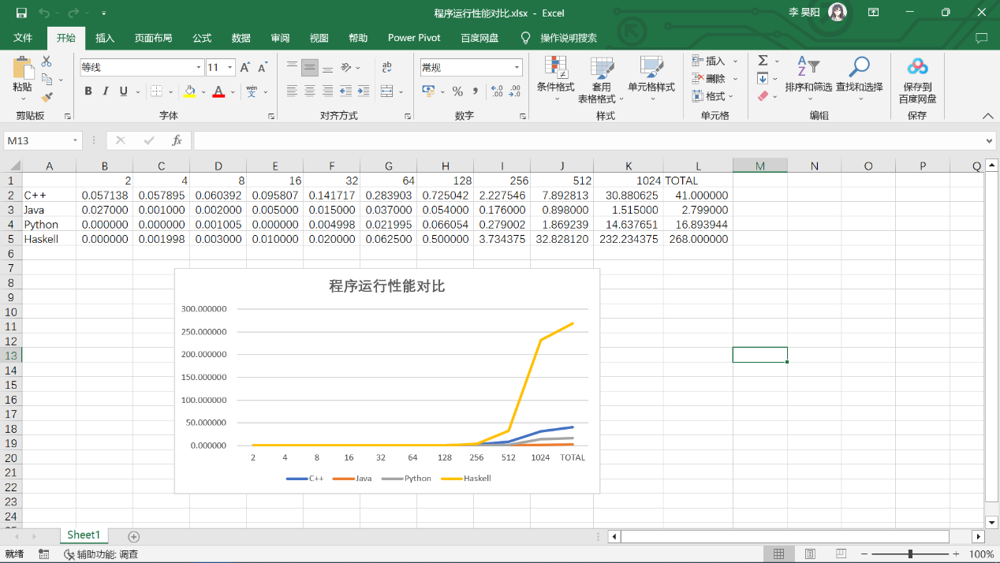 程序运行性能对比.xlsx - Excel
李 昊阳
文件 开始 插入 页面布局 公式 数据 审阅 视图 帮助 Power Pivot 百度网盘 操作说明搜索
等线 11 常规
粘贴 条件格式 套用 表格格式 单元格样式 插入 删除 格式 排序和筛选 查找和选择 保存到 百度网盘
剪贴板 字体 对齐方式 数字 样式 单元格 编辑 保存
M13 fx
A B C D E F G H I J K L M N O P Q
1 2 4 8 16 32 64 128 256 512 1024 TOTAL
2 C++ 0.057138 0.057895 0.060392 0.095807 0.141717 0.283903 0.725042 2.227546 7.892813 30.880625 41.000000
3 Java 0.027000 0.001000 0.002000 0.005000 0.015000 0.037000 0.054000 0.176000 0.898000 1.515000 2.799000
4 Python 0.000000 0.000000 0.001005 0.000000 0.004998 0.021995 0.066054 0.279002 1.869239 14.637651 16.893944
5 Haskell 0.000000 0.001998 0.003000 0.010000 0.020000 0.062500 0.500000 3.734375 32.828120 232.234375 268.000000
6
7
8
9
10
11
12
13
14
15
16
17
18
19
20
21
22
23
24
程序运行性能对比
300.000000
250.000000
200.000000
150.000000
100.000000
50.000000
0.000000
2 4 8 16 32 64 128 256 512 1024 TOTAL
C++ Java Python Haskell
Sheet1
就绪 辅助功能: 调查 100%